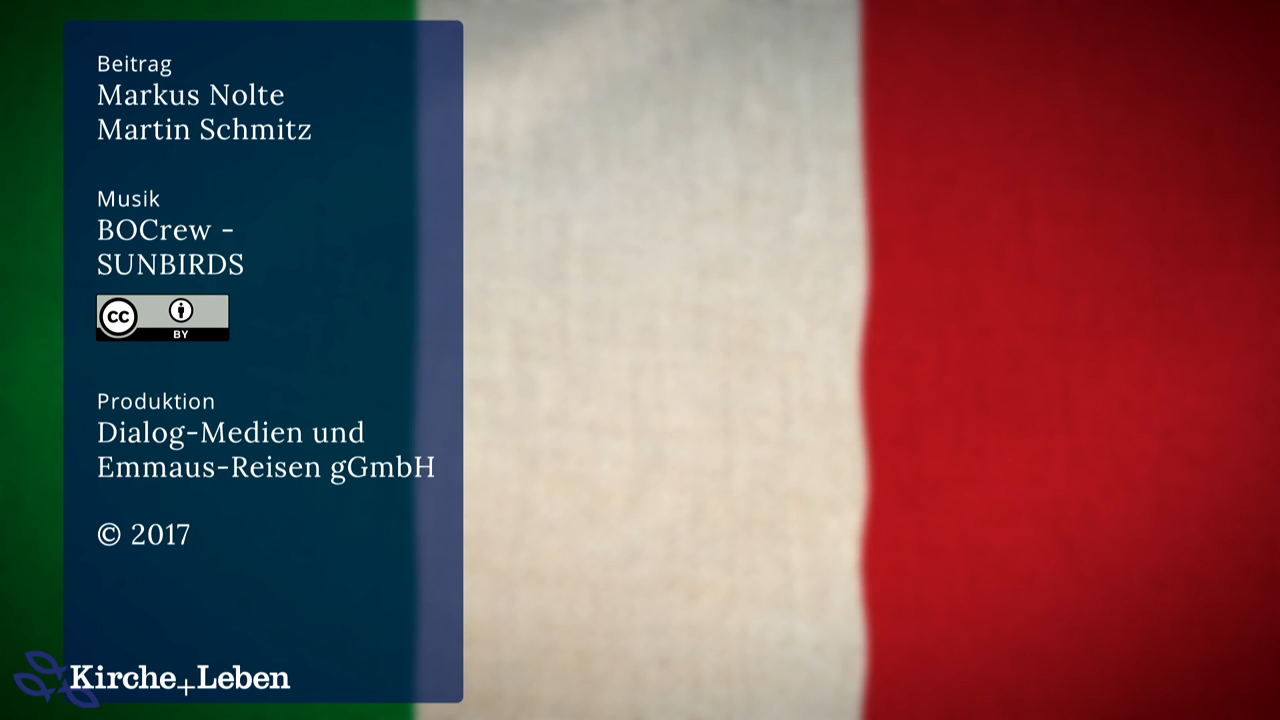 Beitrag
Markus Nolte
Martin Schmitz
Musik
BOCrew -
SUNBIRDS
cc
BY
Produktion
Dialog-Medien und
Emmaus-Reisen gGmbH
© 2017
Kirche+Leben